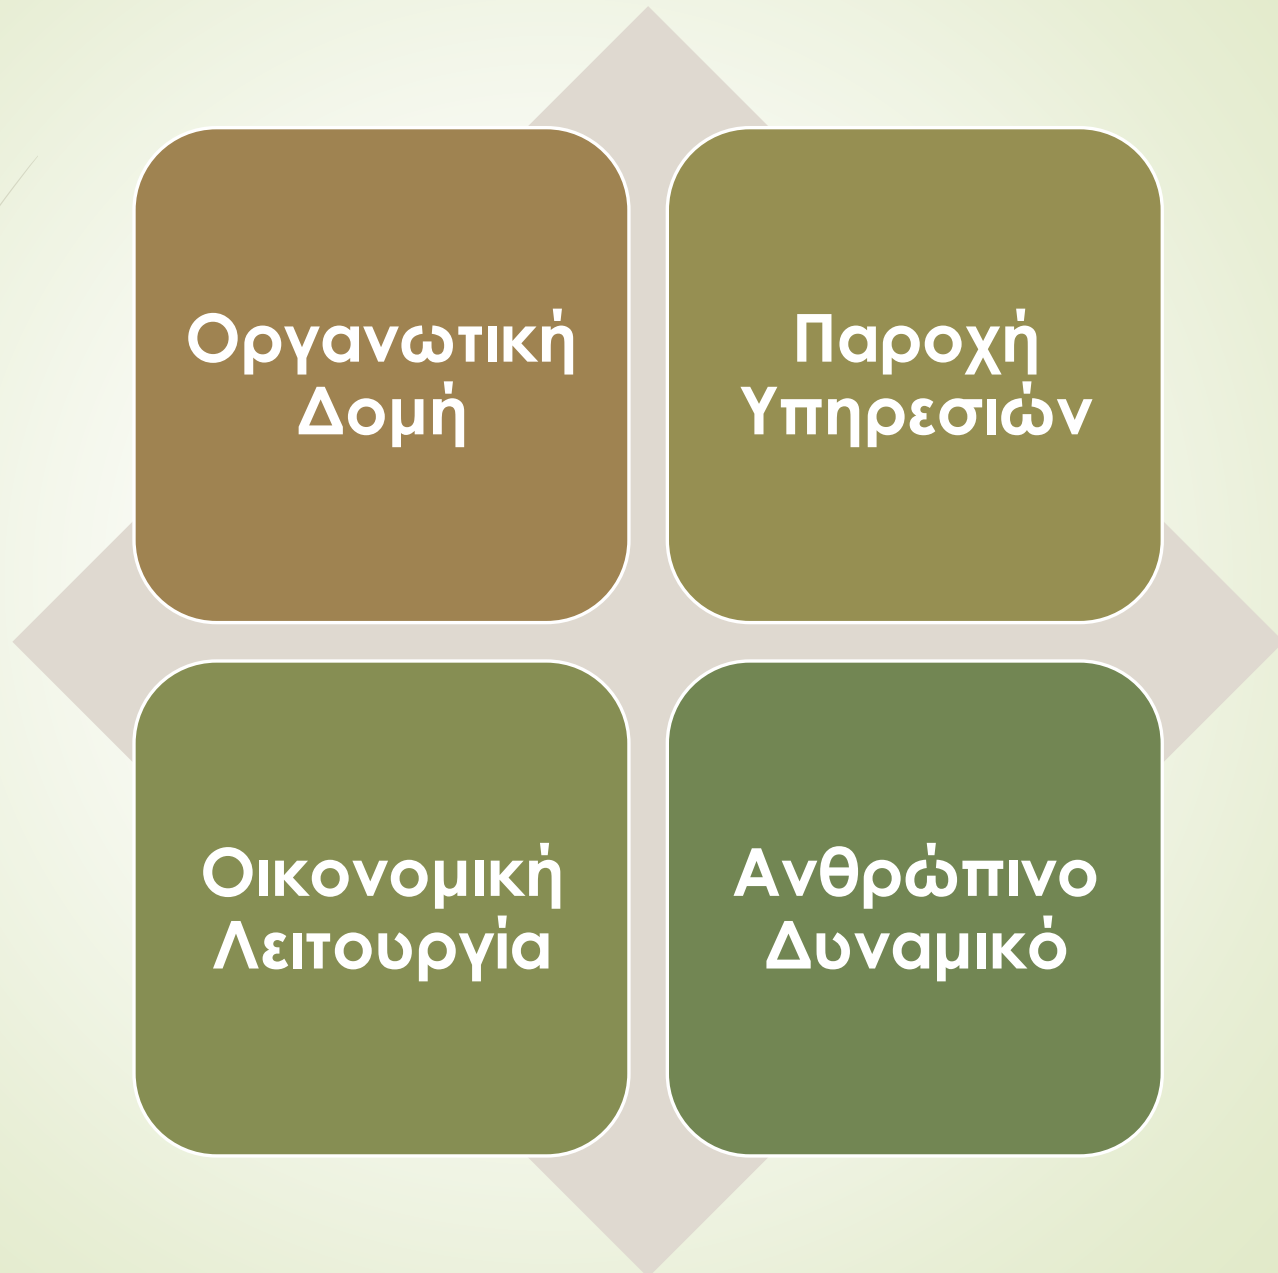 Οργανωτική
Δομή
Παροχή
Υπηρεσιών
Οικονομική
Λειτουργία
Ανθρώπινο
Δυναμικό